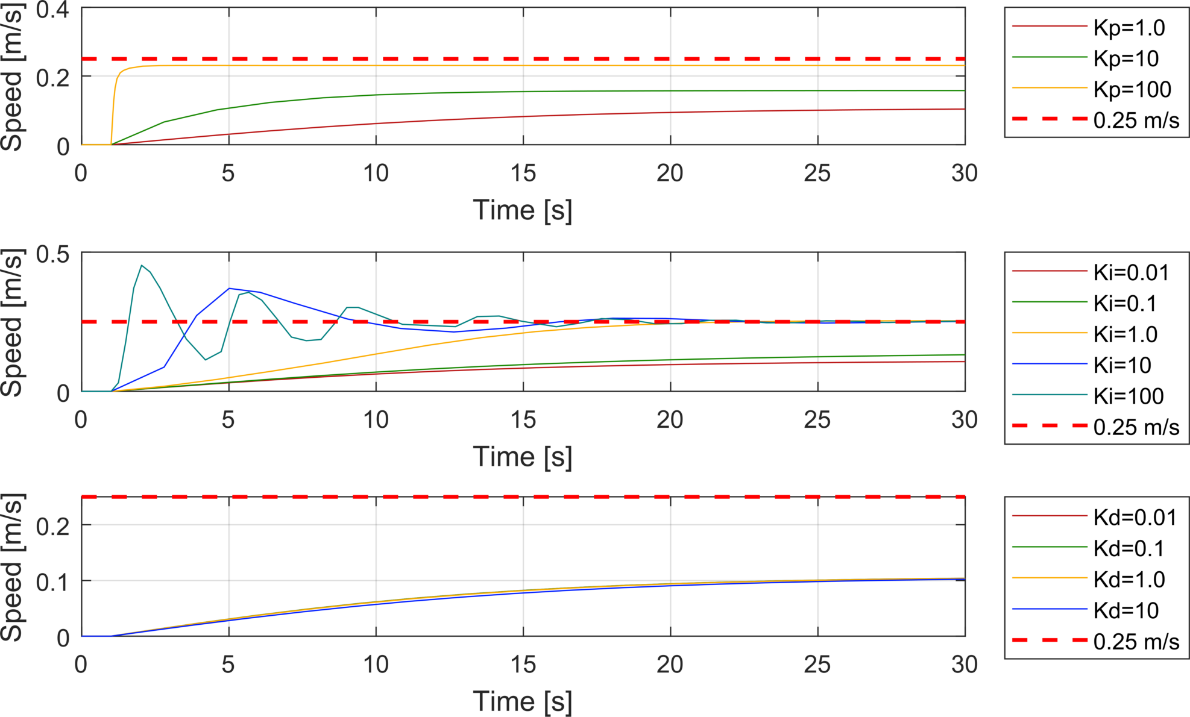 Speed [m/s]
0.4
0.2
0
0 5 10 15 20 25 30
Time [s]
Kp=1.0
Kp=10
Kp=100
0.25 m/s
Speed [m/s]
0.5
0
0 5 10 15 20 25 30
Time [s]
Ki=0.01
Ki=0.1
Ki=1.0
Ki=10
Ki=100
0.25 m/s
Speed [m/s]
0.2
0.1
0
0 5 10 15 20 25 30
Time [s]
Kd=0.01
Kd=0.1
Kd=1.0
Kd=10
0.25 m/s